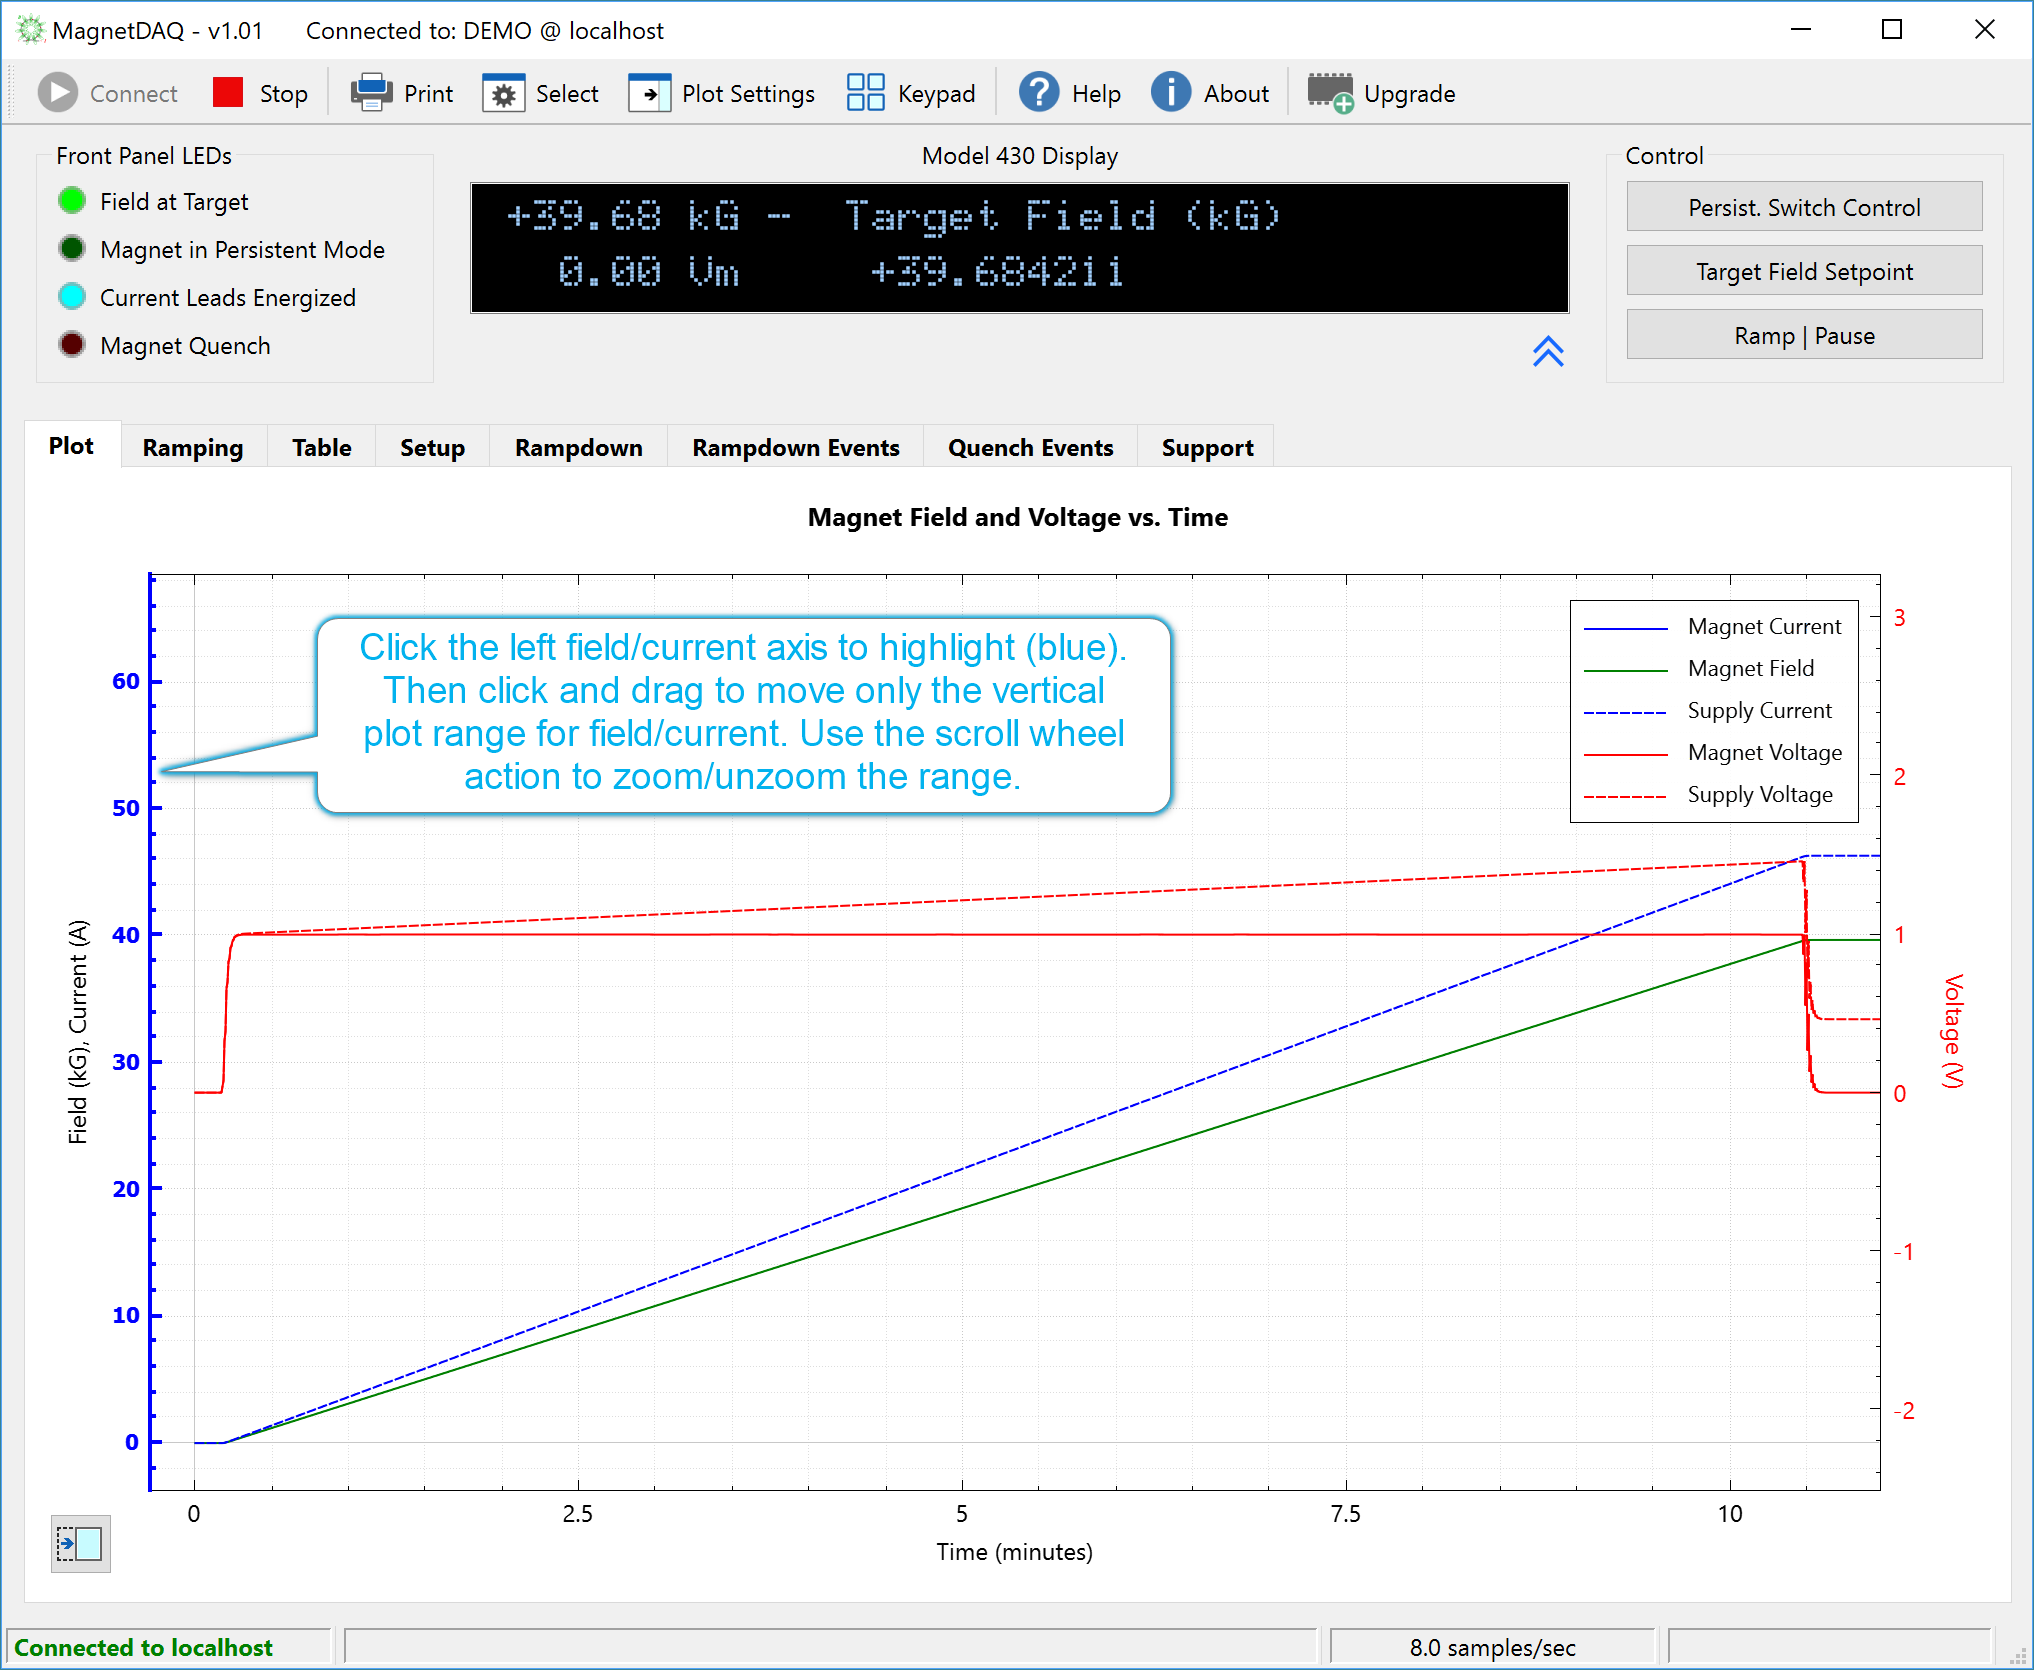 MagnetDAQ - v1.01 Connected to: DEMO @ localhost
Connect Stop Print Select Plot Settings Keypad Help About Upgrade
Front Panel LEDs
Field at Target
Magnet in Persistent Mode
Current Leads Energized
Magnet Quench
Model 430 Display
+39.68 kG - Target Field (kG)
0.00 Vm +39.684211
Control
Persist. Switch Control
Target Field Setpoint
Ramp | Pause
Plot Ramping Table Setup Rampdown Rampdown Events Quench Events Support
Magnet Field and Voltage vs. Time
Click the left field/current axis to highlight (blue).
Then click and drag to move only the vertical
plot range for field/current. Use the scroll wheel
action to zoom/unzoom the range.
Magnet Current
Magnet Field
Supply Current
Magnet Voltage
Supply Voltage
Field (kG), Current (A)
60
50
40
30
20
10
0
3
2
1
0
-1
-2
Voltage (V)
0 2.5 5 7.5 10
Time (minutes)
Connected to localhost 8.0 samples/sec